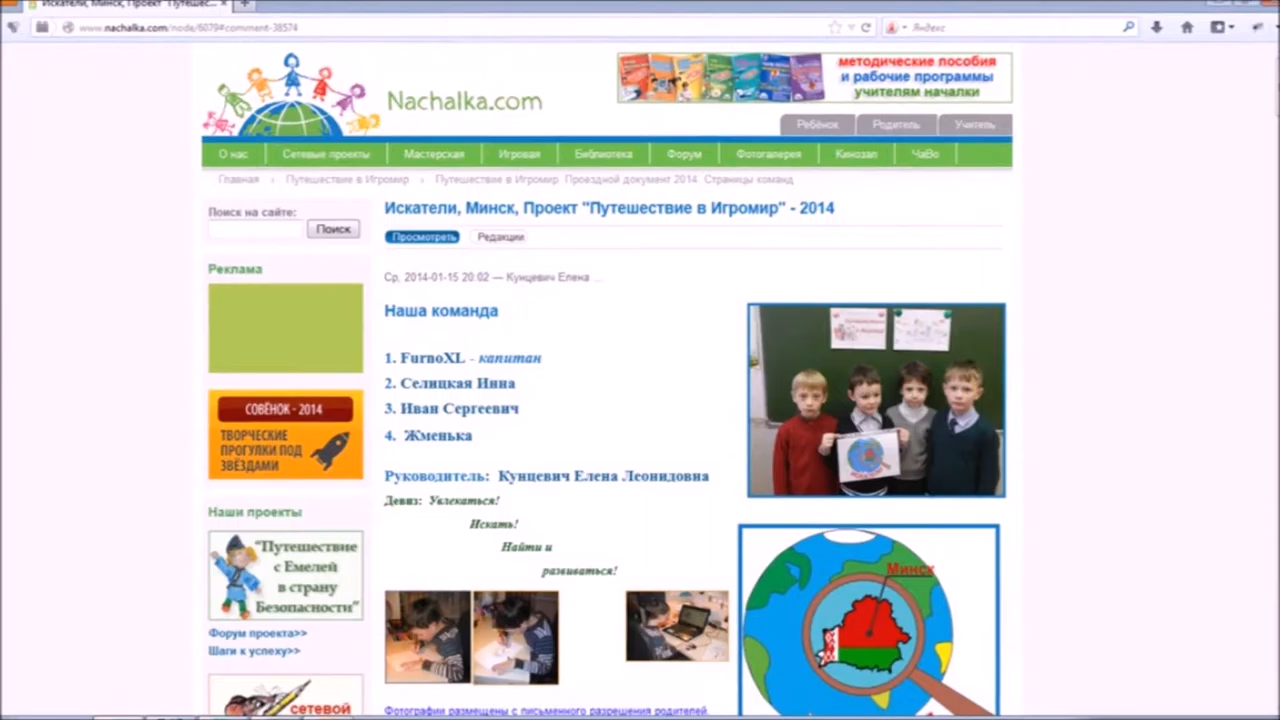 Искатели, Минск, Проект "Путешес...
www.nachalka.com/node/6079#comment-38574
Яндекс
Nachalka.com
методические пособия
и рабочие программы
учителям началки
Ребёнок Родитель Учитель
О нас Сетевые проекты Мастерская Игровая Библиотека Форум Фотогалерея Кинозал ЧаВо
Главная › Путешествие в Игромир › Путешествие в Игромир. Проездной документ 2014. Страницы команд
Поиск на сайте:
Поиск
Реклама
СОВЁНОК - 2014
ТВОРЧЕСКИЕ
ПРОГУЛКИ ПОД
ЗВЁЗДАМИ
Наши проекты
"Путешествие
с Емелей
в страну
Безопасности"
Форум проекта>>
Шаги к успеху>>
сетевой
Искатели, Минск, Проект "Путешествие в Игромир" - 2014
Просмотреть Редакции
Ср, 2014-01-15 20:02 — Кунцевич Елена ...
Наша команда
1. FurnoXL - капитан
2. Селицкая Инна
3. Иван Сергеевич
4. Жменька
Руководитель: Кунцевич Елена Леонидовна
Девиз: Увлекаться!
Искать!
Найти и
развиваться!
Фотографии размещены с письменного разрешения родителей.
Минск